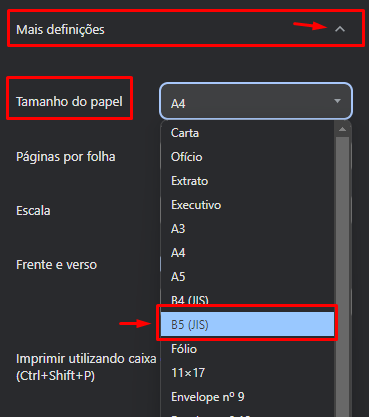 Mais definições
Tamanho do papel
A4
Carta
Páginas por folha
Ofício
Extrato
Escala
Executivo
A3
A4
Frente e verso
A5
B4 (JIS)
B5 (JIS)
Fólio
Imprimir utilizando caixa
(Ctrl+Shift+P)
11×17
Envelope nº 9